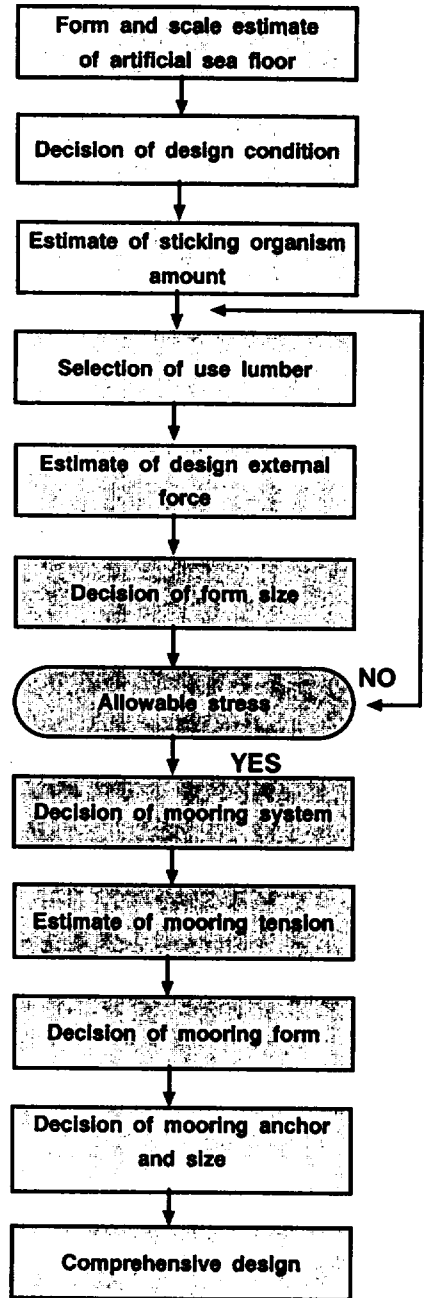 Form and scale estimate
of artificial sea floor
Decision of design condition
Estimate of sticking organism
amount
Selection of use lumber
Estimate of design external
force
Decision of form size
Allowable stress
NO
YES
Decision of mooring system
Estimate of mooring tension
Decision of mooring form
Decision of mooring anchor
and size
Comprehensive design